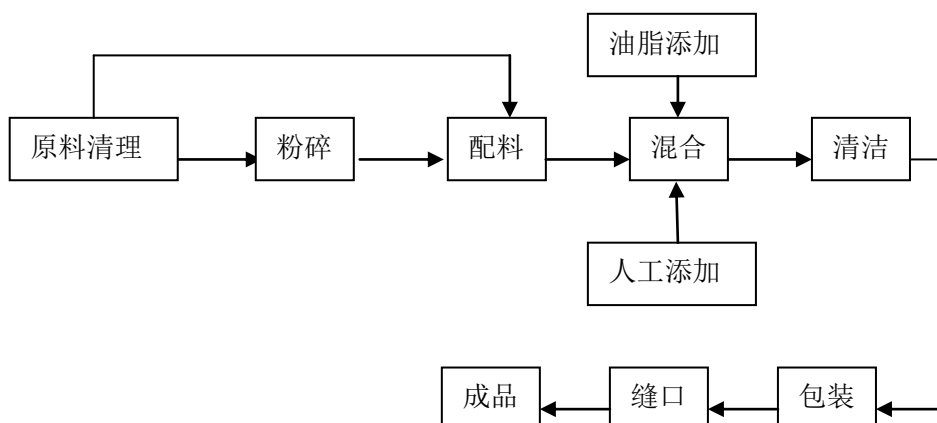 油脂添加
原料清理
粉碎
配料
混合
清洁
人工添加
成品
缝口
包装